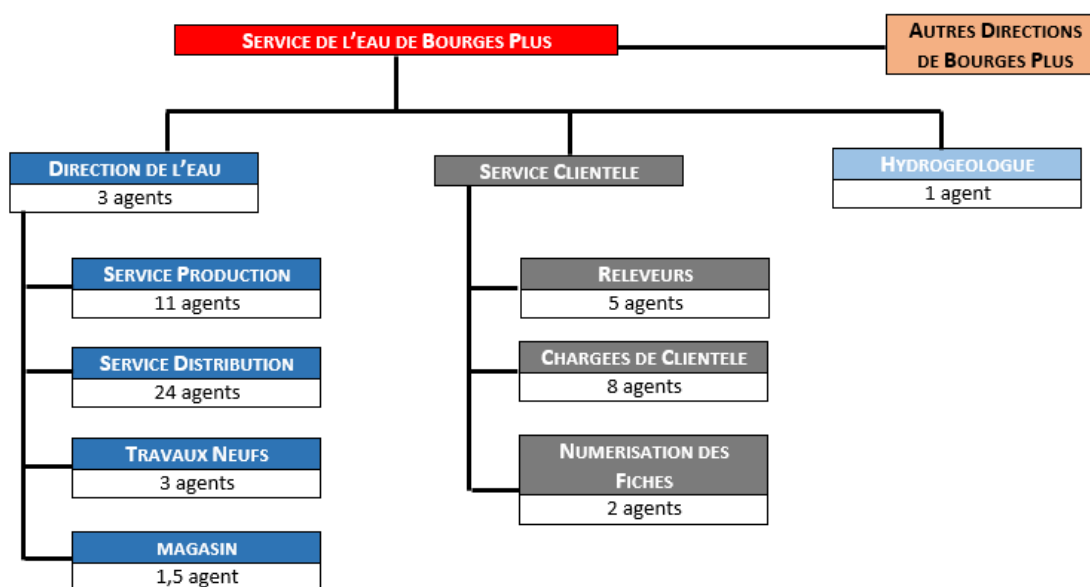 SERVICE DE L'EAU DE BOURGES PLUS
AUTRES DIRECTIONS
DE BOURGES PLUS
DIRECTION DE L'EAU
3 agents
SERVICE CLIENTELE
HYDROGEOLOGUE
1 agent
SERVICE PRODUCTION
11 agents
SERVICE DISTRIBUTION
24 agents
TRAVAUX NEUFS
3 agents
MAGASIN
1,5 agent
RELEVEURS
5 agents
CHARGEES DE CLIENTELE
8 agents
NUMERISATION DES
FICHES
2 agents